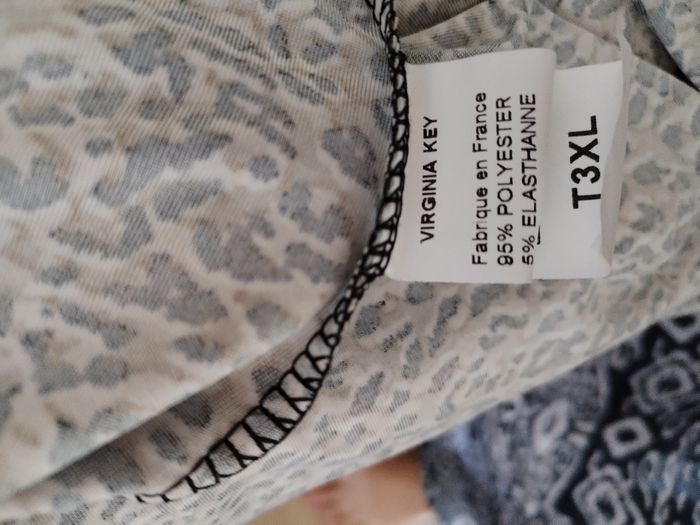 VIRGINIA KEY
Fabrique en France
95% POLYESTER
5% ELASTHANNE
T3XL